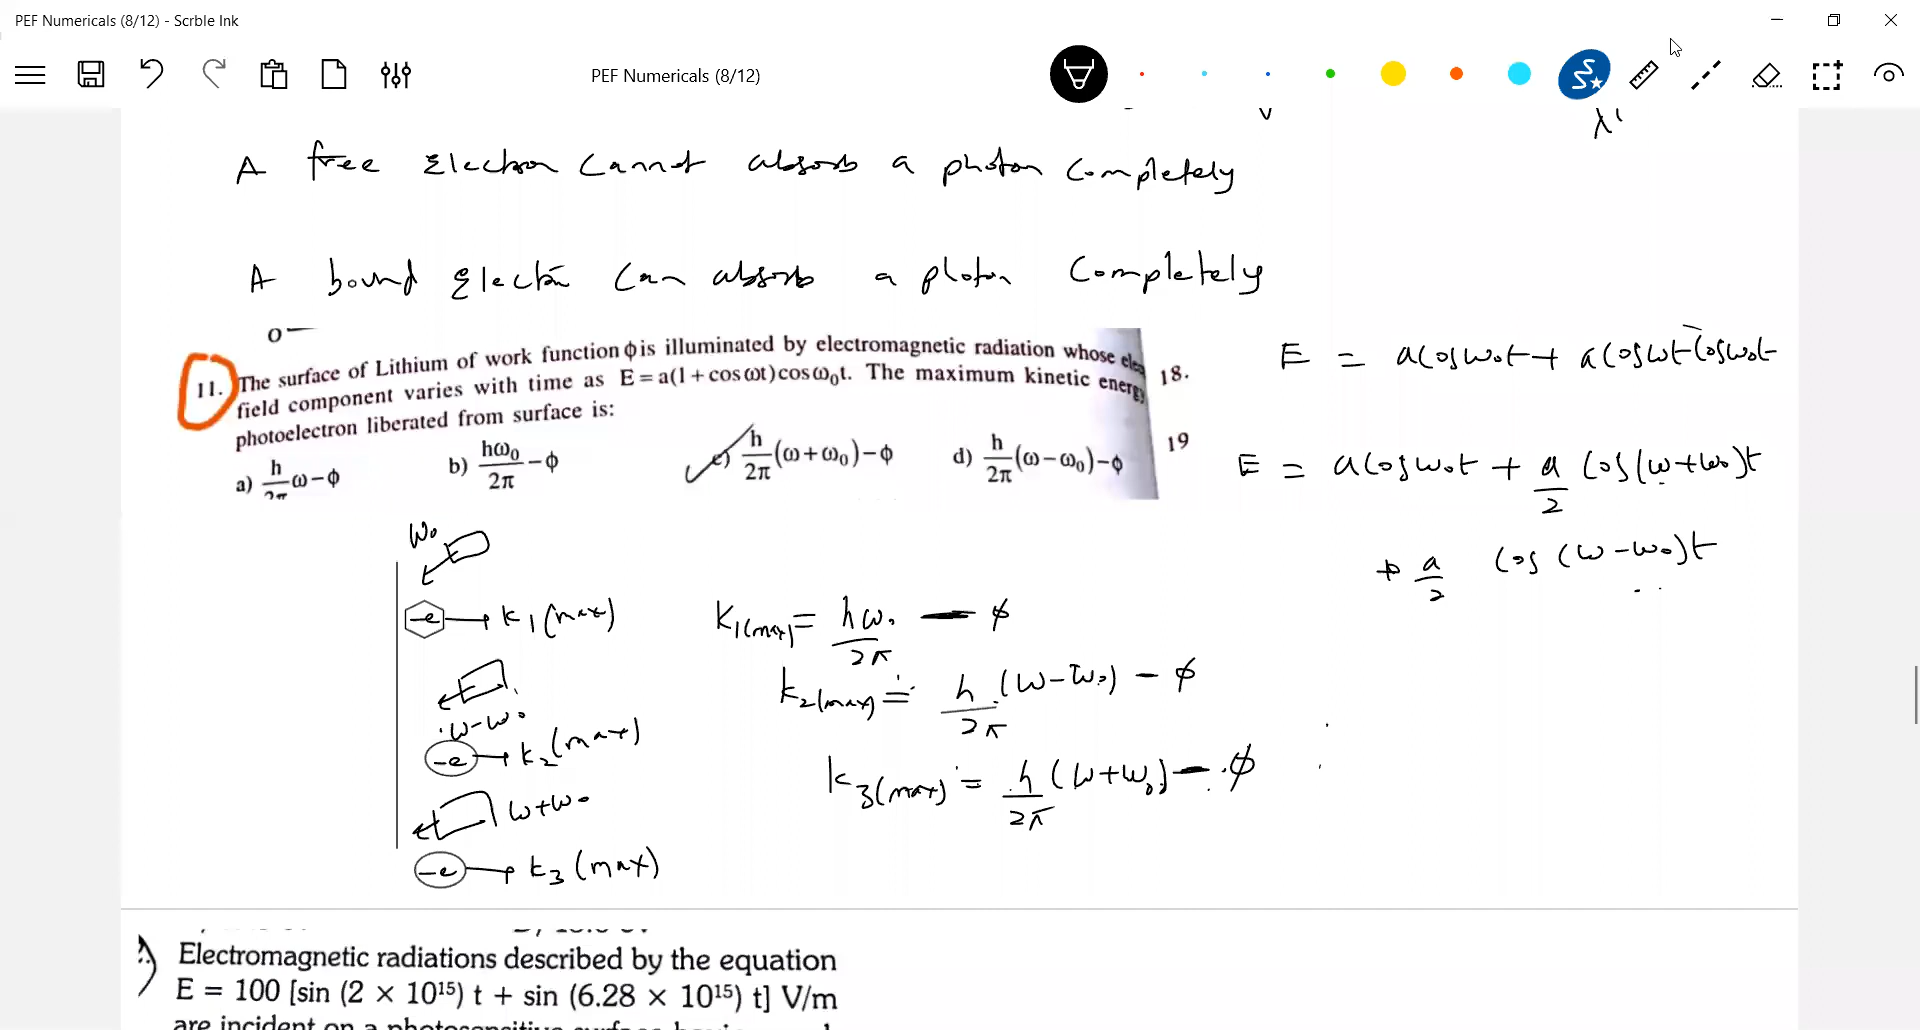 PEF Numericals (8/12) - Scrble Ink
PEF Numericals (8/12)
A free Electron Cannot absorb a photon Completely
A bound Electron Can absorb a photon Completely
11. The surface of Lithium of work function ϕ is illuminated by electromagnetic radiation whose elec
field component varies with time as E = a(1 + cos ωt) cos ω₀t. The maximum kinetic energy
photoelectron liberated from surface is:
18.
19
a) h/2π ω − ϕ b) hω₀/2π − ϕ c) h/2π (ω + ω₀) − ϕ d) h/2π (ω − ω₀) − ϕ
E = a cos ω₀t + a cos ωt cos ω₀t
E = a cos ω₀t + a/2 cos (ω + ω₀)t
+ a/2 cos (ω − ω₀)t
ω₀
-e → K₁(max)
K₁(max) = hω₀/2π − ϕ
ω − ω₀
-e → K₂(max)
K₂(max) = h/2π (ω − ω₀) − ϕ
ω + ω₀
-e → K₃(max)
K₃(max) = h/2π (ω + ω₀) − ϕ
Electromagnetic radiations described by the equation
E = 100 [sin (2 × 10¹⁵) t + sin (6.28 × 10¹⁵) t] V/m
are incident on a photosensitive surface